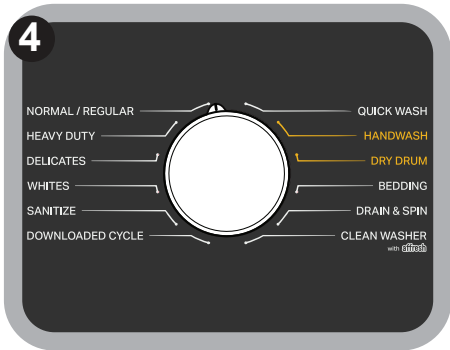 4
NORMAL / REGULAR
HEAVY DUTY
DELICATES
WHITES
SANITIZE
DOWNLOADED CYCLE
QUICK WASH
HANDWASH
DRY DRUM
BEDDING
DRAIN & SPIN
CLEAN WASHER
with affresh